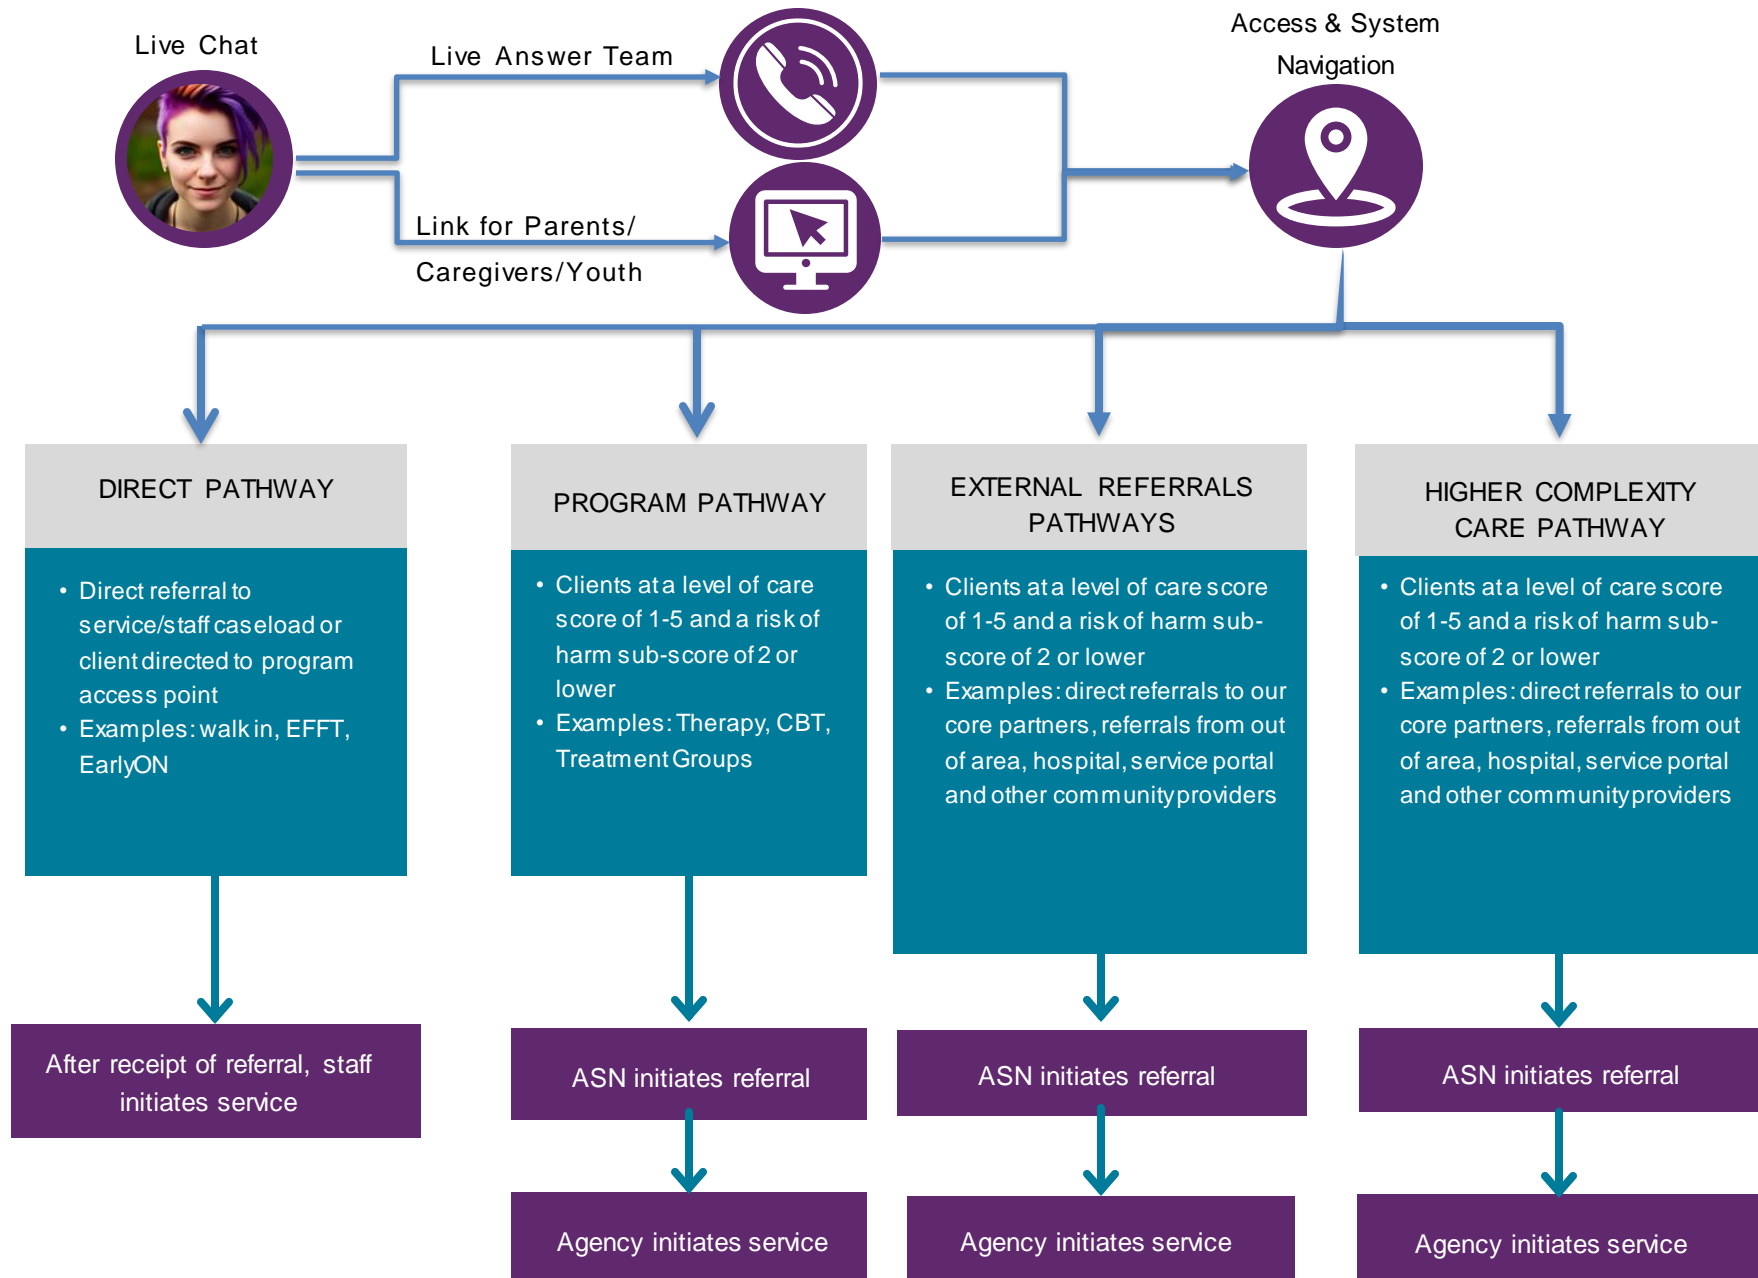 Live Chat
Live Answer Team
Access & System
Navigation
Link for Parents/
Caregivers/Youth
DIRECT PATHWAY
• Direct referral to
service/staff caseload or
client directed to program
access point
• Examples: walk in, EFFT,
EarlyON
After receipt of referral, staff
initiates service
PROGRAM PATHWAY
• Clients at a level of care
score of 1-5 and a risk of
harm sub-score of 2 or
lower
• Examples: Therapy, CBT,
Treatment Groups
ASN initiates referral
Agency initiates service
EXTERNAL REFERRALS
PATHWAYS
• Clients at a level of care score
of 1-5 and a risk of harm sub-
score of 2 or lower
• Examples: direct referrals to our
core partners, referrals from out
of area, hospital, service portal
and other community providers
ASN initiates referral
Agency initiates service
HIGHER COMPLEXITY
CARE PATHWAY
• Clients at a level of care score
of 1-5 and a risk of harm sub-
score of 2 or lower
• Examples: direct referrals to our
core partners, referrals from out
of area, hospital, service portal
and other community providers
ASN initiates referral
Agency initiates service